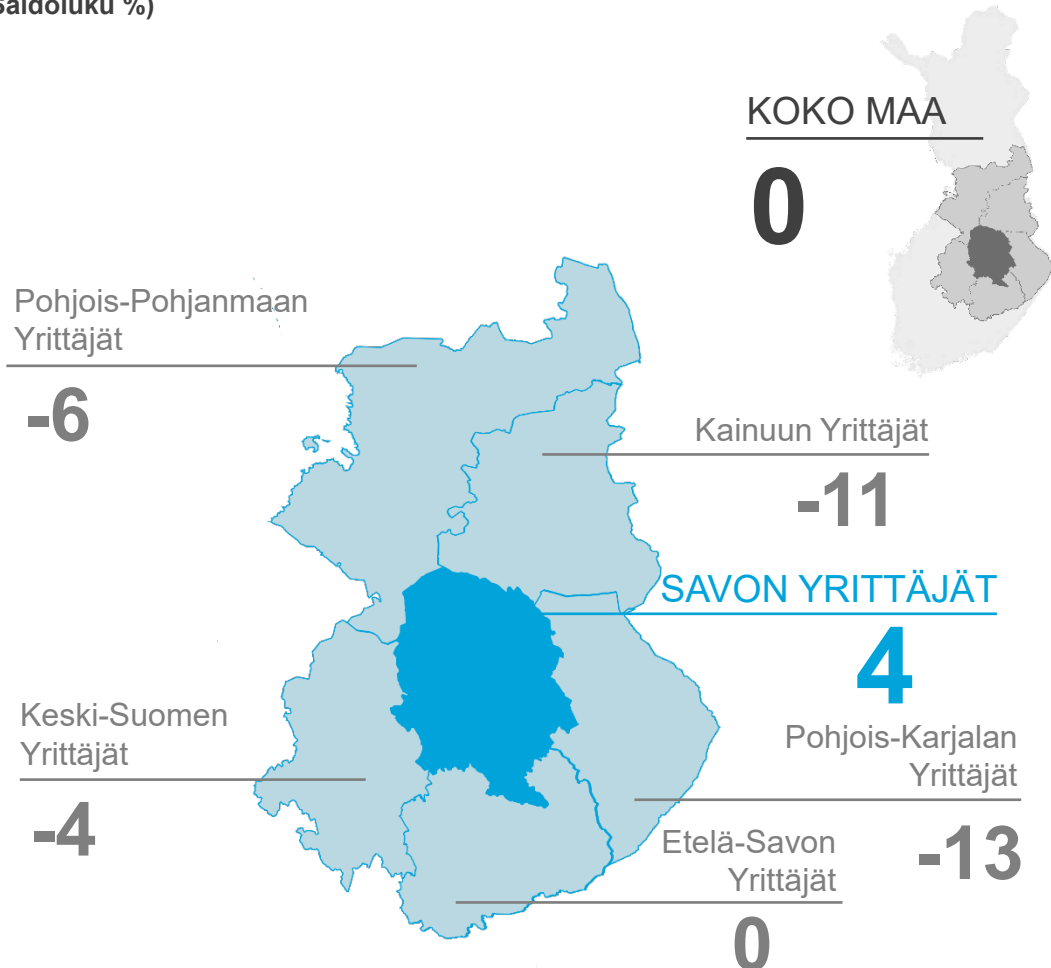 Saldoluku %)
KOKO MAA
0
Pohjois-Pohjanmaan
Yrittäjät
-6
Kainuun Yrittäjät
-11
SAVON YRITTÄJÄT
4
Keski-Suomen
Yrittäjät
-4
Pohjois-Karjalan
Yrittäjät
-13
Etelä-Savon
Yrittäjät
0